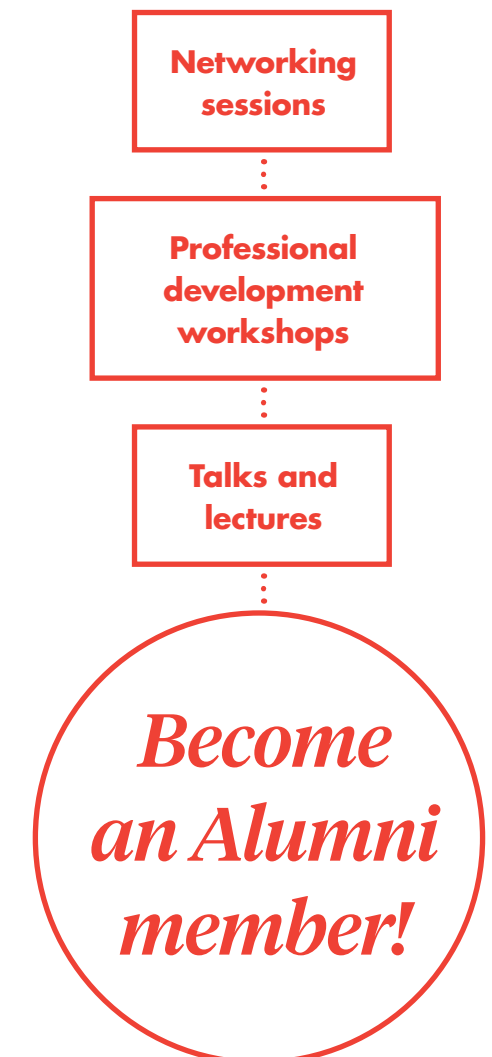 Networking
sessions
Professional
development
workshops
Talks and
lectures
Become
an Alumni
member!